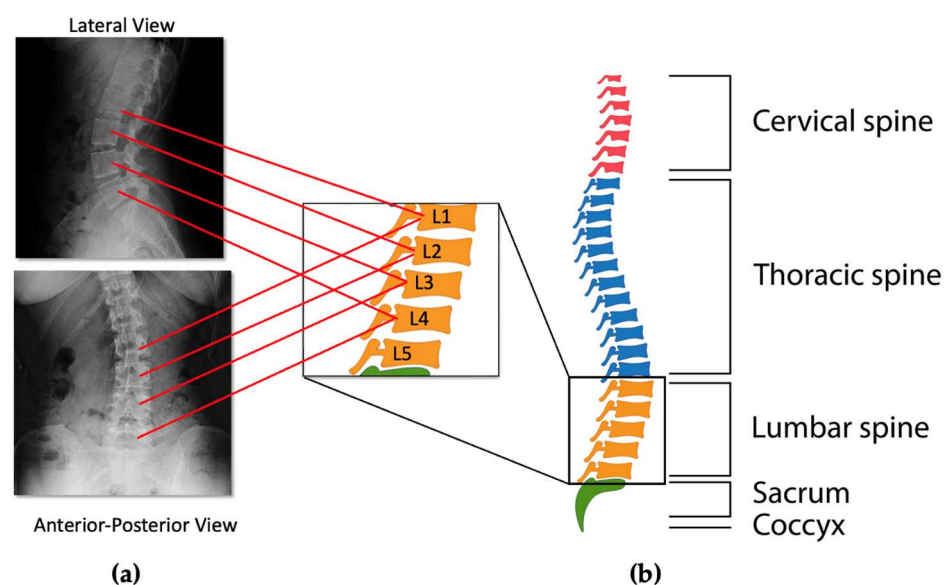 Lateral View
Cervical spine
Thoracic spine
L1
L2
L3
L4
L5
Lumbar spine
Sacrum
Coccyx
Anterior-Posterior View
(a)
(b)